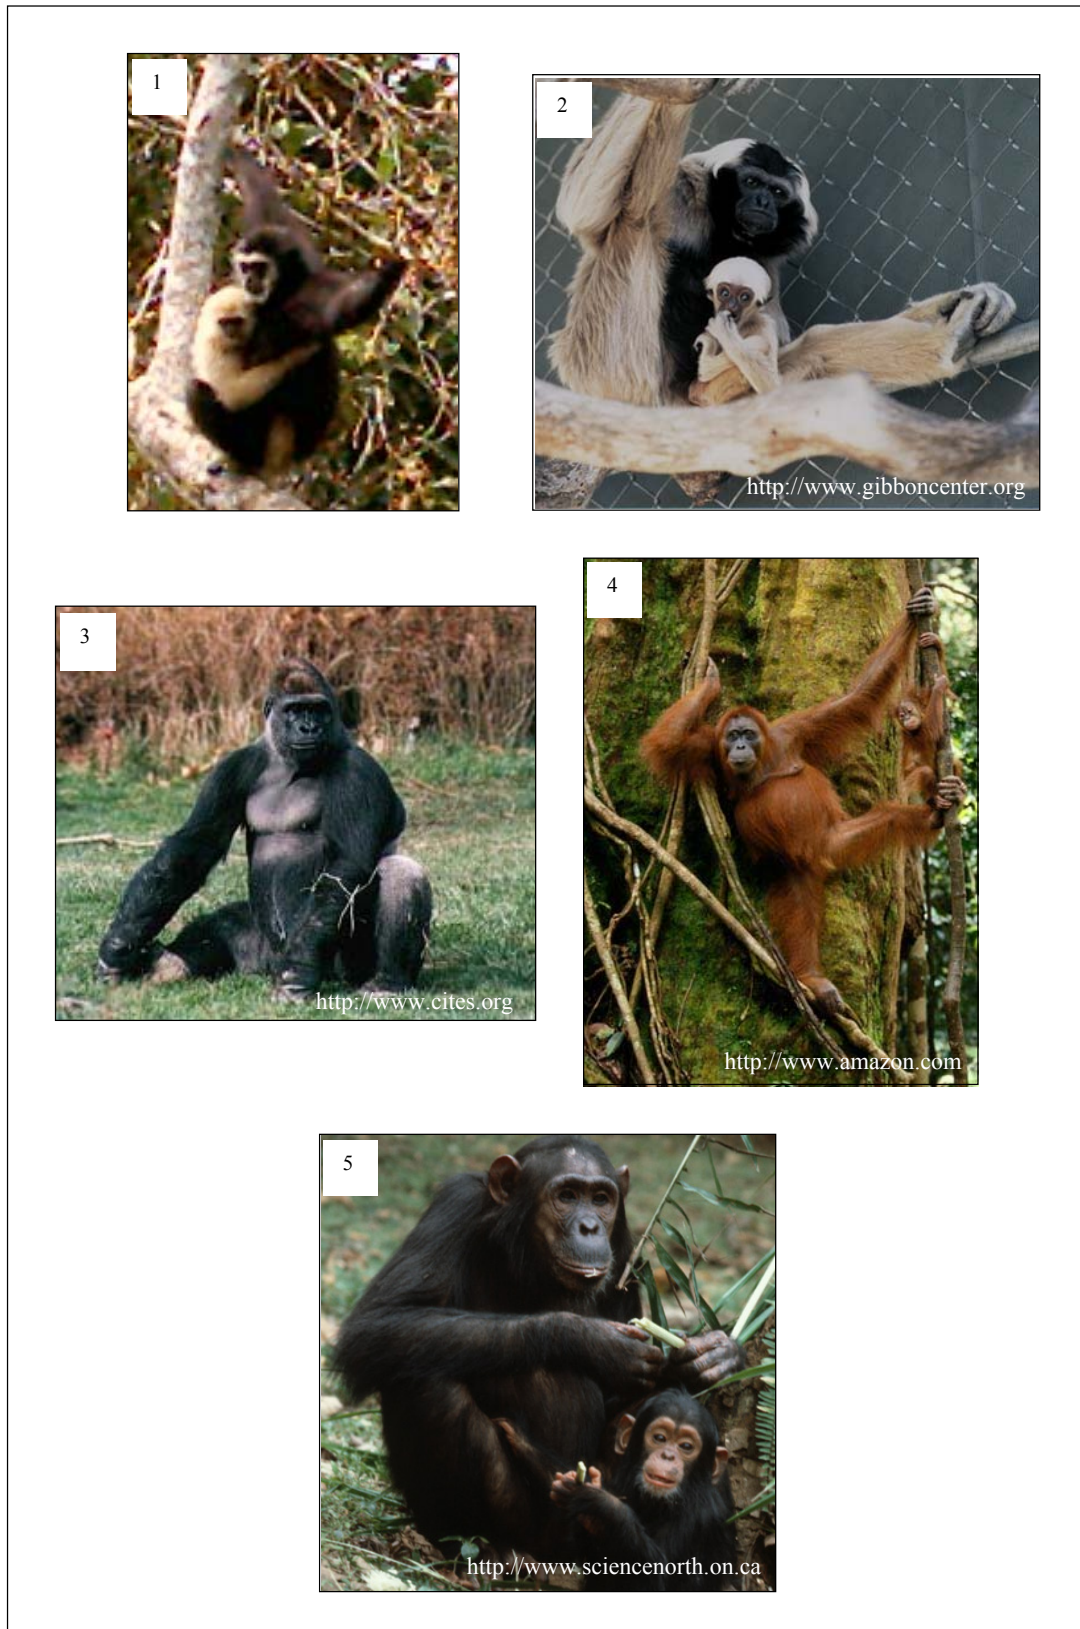 1
2
http://www.gibboncenter.org
3
http://www.cites.org
4
http://www.amazon.com
5
http://www.sciencenorth.on.ca